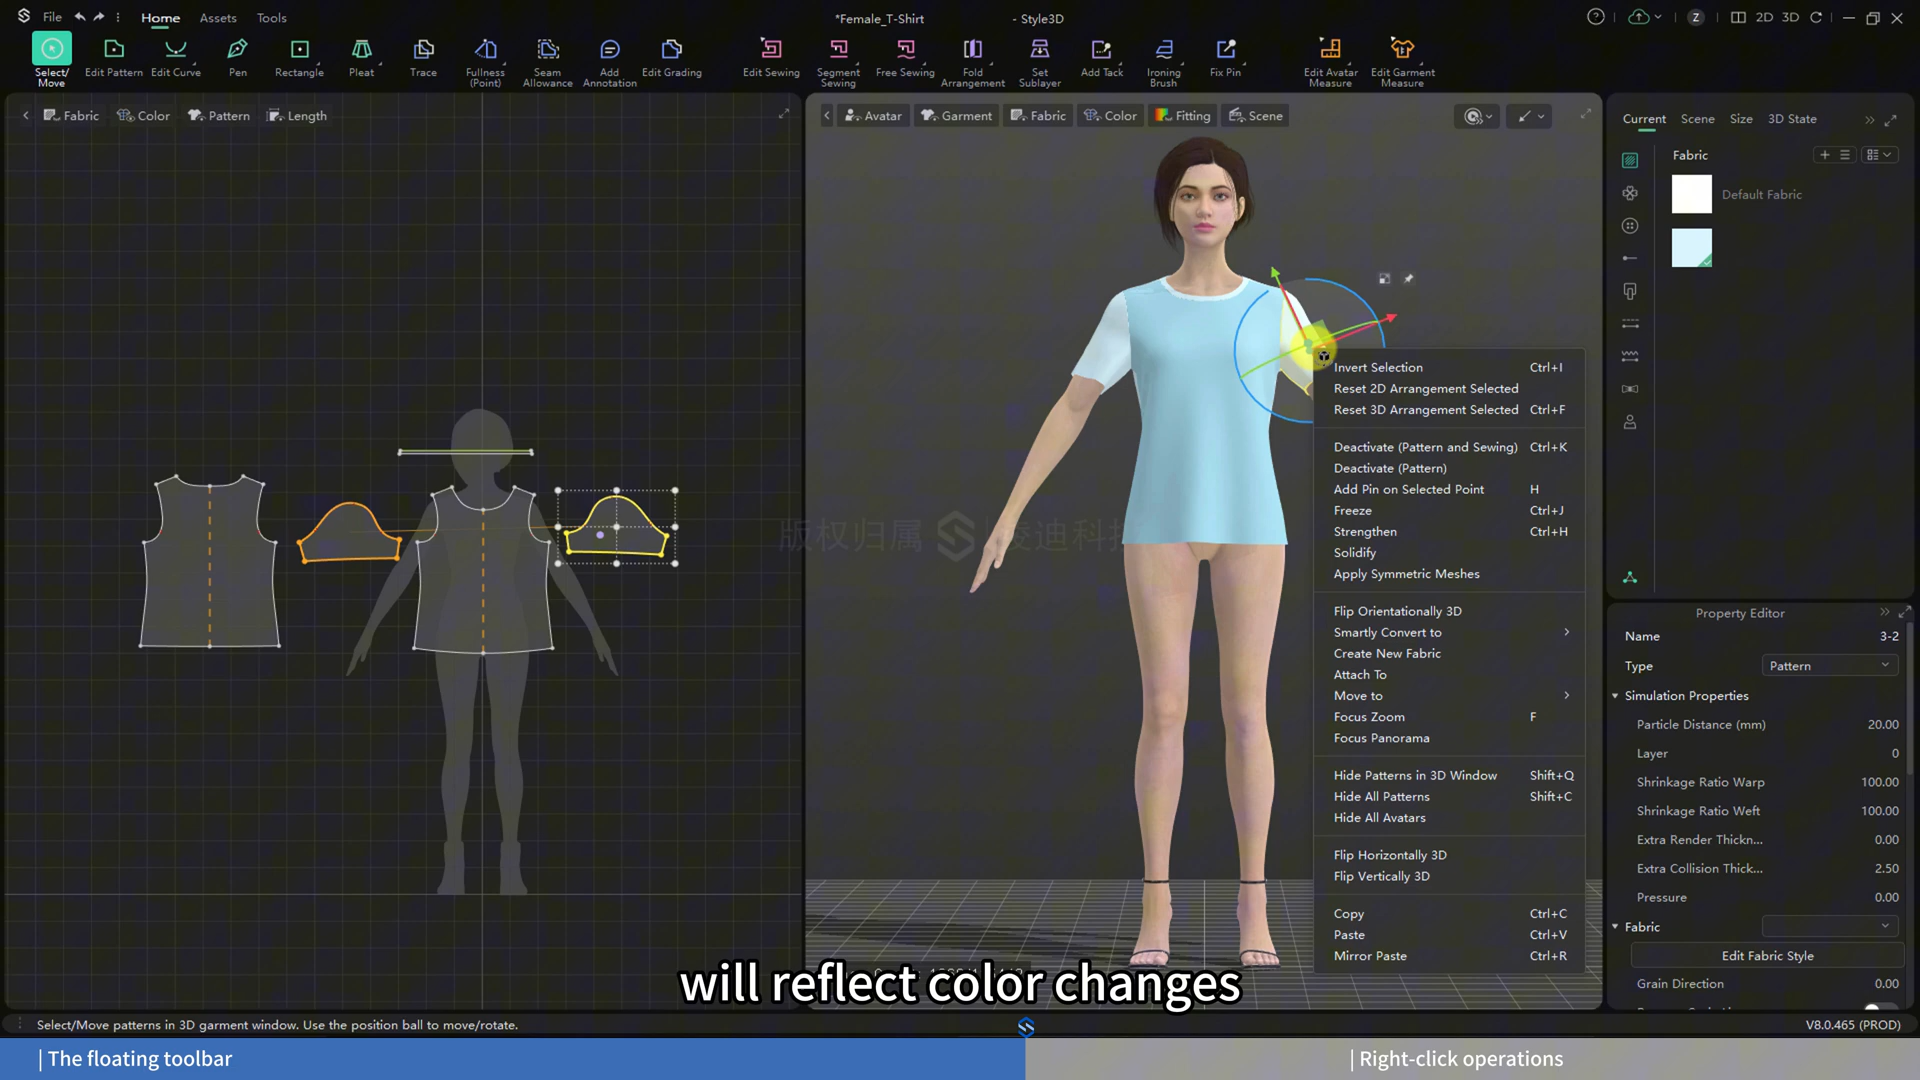 File
Home
Assets
Tools
*Female_T-Shirt
- Style3D
Z
2D
3D
Select/
Move
Edit Pattern
Edit Curve
Pen
Rectangle
Pleat
Trace
Fullness
(Point)
Seam
Allowance
Add
Annotation
Edit Grading
Edit Sewing
Segment
Sewing
Free Sewing
Fold
Arrangement
Set
Sublayer
Add Tack
Ironing
Brush
Fix Pin
Edit Avatar
Measure
Edit Garment
Measure
Fabric
Color
Pattern
Length
Avatar
Garment
Fabric
Color
Fitting
Scene
Current
Scene
Size
3D State
Fabric
Default Fabric
Invert Selection Ctrl+I
Reset 2D Arrangement Selected
Reset 3D Arrangement Selected Ctrl+F
Deactivate (Pattern and Sewing) Ctrl+K
Deactivate (Pattern)
Add Pin on Selected Point H
Freeze Ctrl+J
Strengthen Ctrl+H
Solidify
Apply Symmetric Meshes
Flip Orientationally 3D
Smartly Convert to
Create New Fabric
Attach To
Move to
Focus Zoom F
Focus Panorama
Hide Patterns in 3D Window Shift+Q
Hide All Patterns Shift+C
Hide All Avatars
Flip Horizontally 3D
Flip Vertically 3D
Copy Ctrl+C
Paste Ctrl+V
Mirror Paste Ctrl+R
版权归属
凌迪科技
Property Editor
Name 3-2
Type Pattern
Simulation Properties
Particle Distance (mm) 20.00
Layer 0
Shrinkage Ratio Warp 100.00
Shrinkage Ratio Weft 100.00
Extra Render Thickn... 0.00
Extra Collision Thick... 2.50
Pressure 0.00
Fabric
Edit Fabric Style
Grain Direction 0.00
will reflect color changes
Select/Move patterns in 3D garment window. Use the position ball to move/rotate.
V8.0.465 (PROD)
| The floating toolbar
| Right-click operations